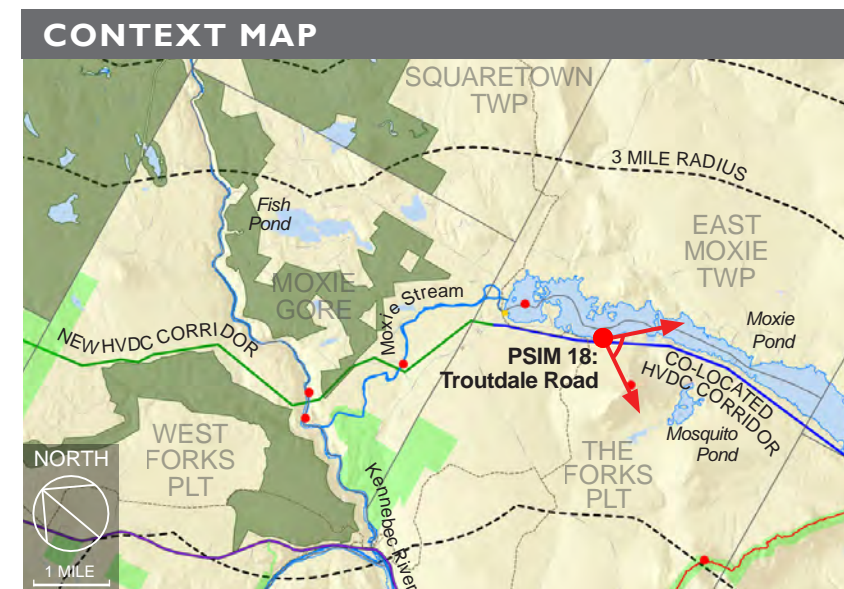 CONTEXT MAP
SQUARETOWN
TWP
3 MILE RADIUS
Fish
Pond
EAST
MOXIE
TWP
MOXIE
GORE
Moxie Stream
Moxie
Pond
NEW HVDC CORRIDOR
PSIM 18:
Troutdale Road
CO-LOCATED
HVDC CORRIDOR
Mosquito
Pond
WEST
FORKS
PLT
THE
FORKS
PLT
Kennebec River
NORTH
1 MILE